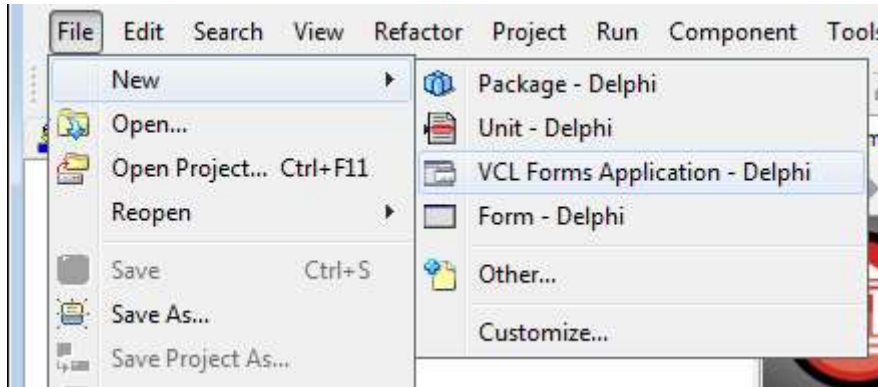 File Edit Search View Refactor Project Run Component Tools
New
Open...
Open Project... Ctrl+F11
Reopen
Save Ctrl+S
Save As...
Save Project As...
Package - Delphi
Unit - Delphi
VCL Forms Application - Delphi
Form - Delphi
Other...
Customize...